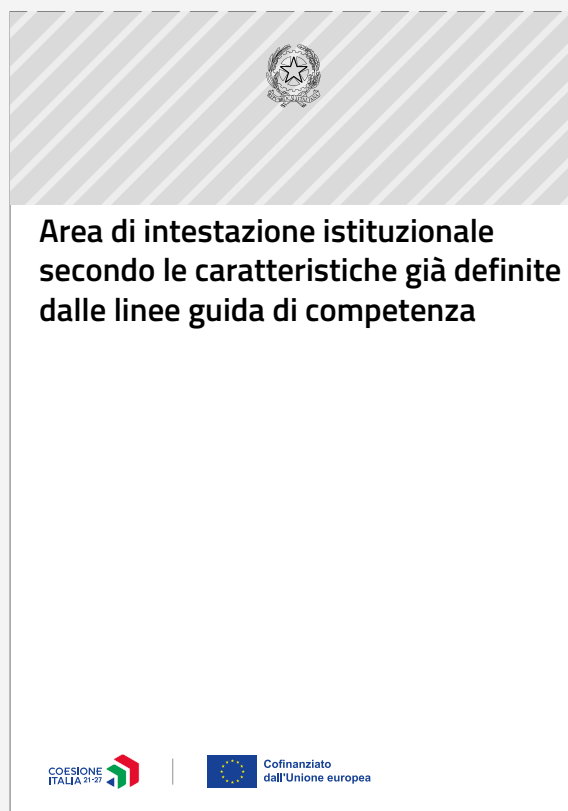 Area di intestazione istituzionale
secondo le caratteristiche già definite
dalle linee guida di competenza
COESIONE
ITALIA 21-27
Cofinanziato
dall'Unione europea